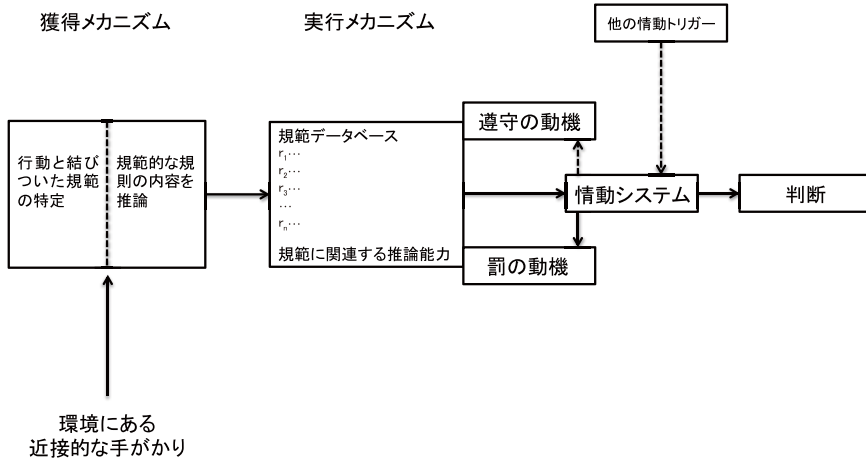 獲得メカニズム
実行メカニズム
他の情動トリガー
行動と結び
ついた規範
の特定
規範的な規
則の内容を
推論
規範データベース
r1…
r2…
r3…
…
rn…
規範に関連する推論能力
遵守の動機
情動システム
罰の動機
判断
環境にある
近接的な手がかり